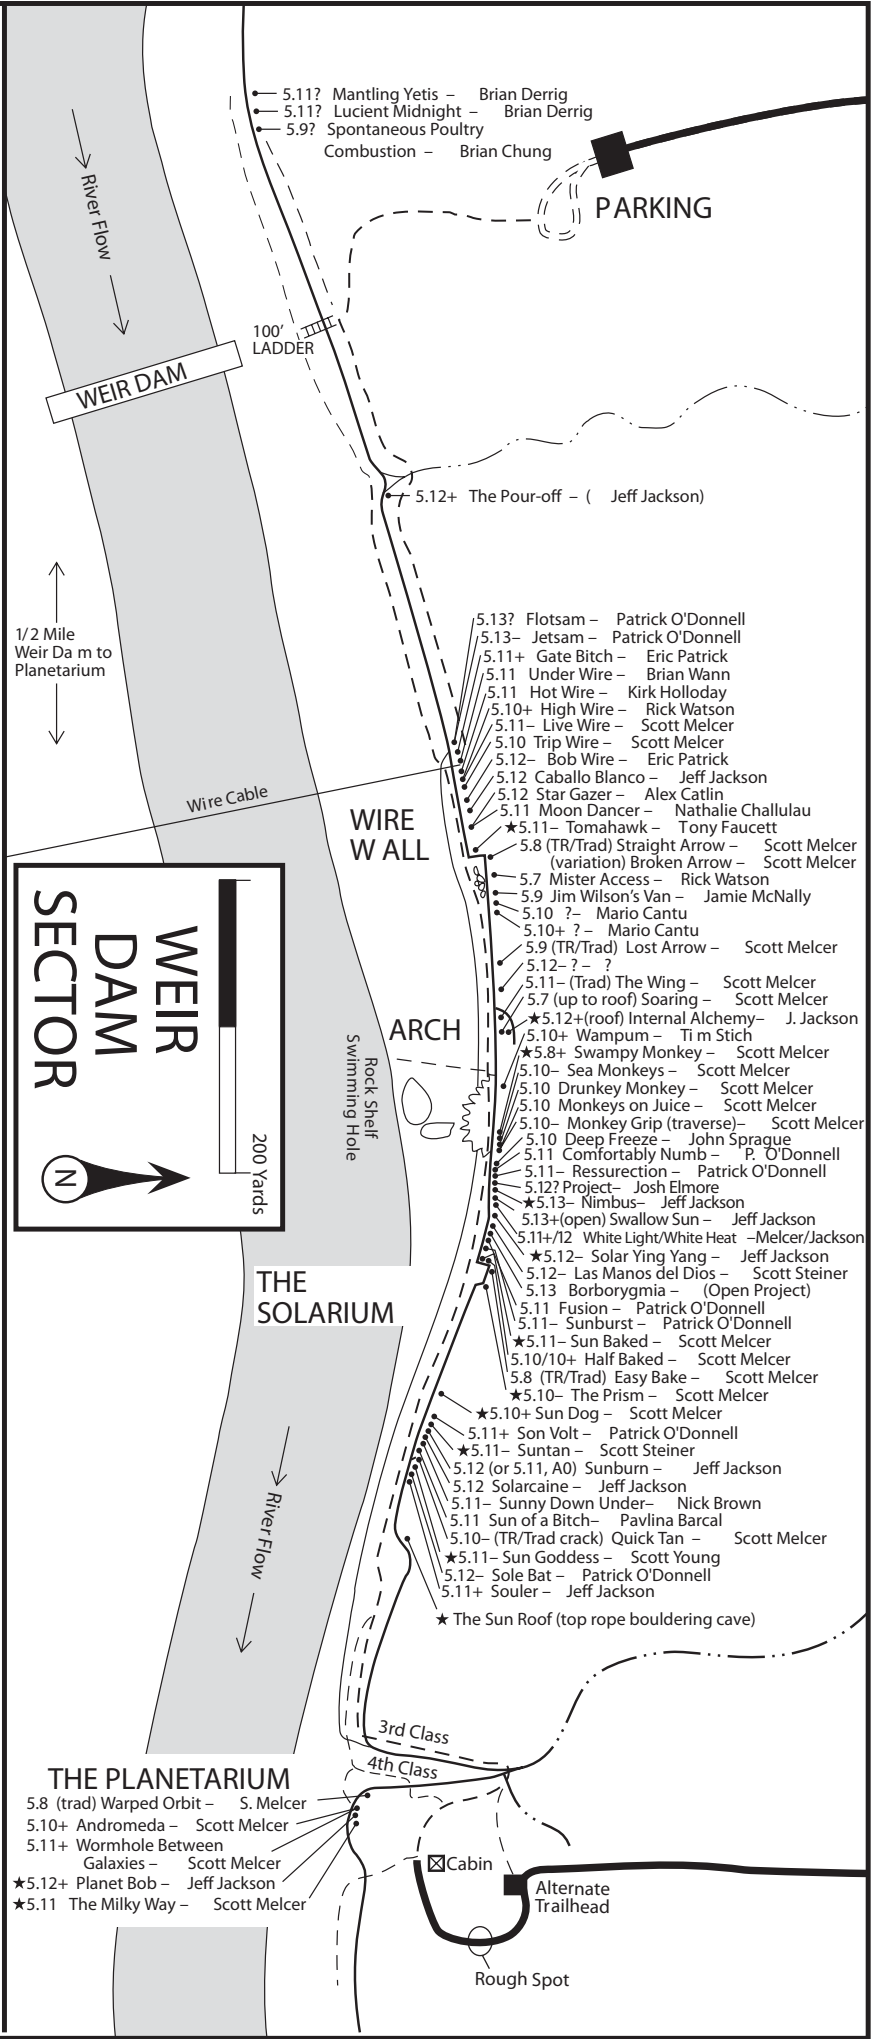 5.11? Mantling Yetis – Brian Derrig
5.11? Lucient Midnight – Brian Derrig
5.9? Spontaneous Poultry
Combustion – Brian Chung
PARKING
River Flow
100'
LADDER
WEIR DAM
5.12+ The Pour-off – ( Jeff Jackson)
1/2 Mile
Weir Da m to
Planetarium
5.13? Flotsam – Patrick O'Donnell
5.13– Jetsam – Patrick O'Donnell
5.11+ Gate Bitch – Eric Patrick
5.11 Under Wire – Brian Wann
5.11 Hot Wire – Kirk Holloday
5.10+ High Wire – Rick Watson
5.11– Live Wire – Scott Melcer
5.10 Trip Wire – Scott Melcer
5.12– Bob Wire – Eric Patrick
5.12 Caballo Blanco – Jeff Jackson
5.12 Star Gazer – Alex Catlin
5.11 Moon Dancer – Nathalie Challulau
★5.11– Tomahawk – Tony Faucett
5.8 (TR/Trad) Straight Arrow – Scott Melcer
(variation) Broken Arrow – Scott Melcer
5.7 Mister Access – Rick Watson
5.9 Jim Wilson's Van – Jamie McNally
5.10 ?– Mario Cantu
5.10+ ? – Mario Cantu
5.9 (TR/Trad) Lost Arrow – Scott Melcer
5.12– ? – ?
5.11– (Trad) The Wing – Scott Melcer
5.7 (up to roof) Soaring – Scott Melcer
★5.12+(roof) Internal Alchemy– J. Jackson
5.10+ Wampum – Ti m Stich
★5.8+ Swampy Monkey – Scott Melcer
5.10– Sea Monkeys – Scott Melcer
5.10 Drunkey Monkey – Scott Melcer
5.10 Monkeys on Juice – Scott Melcer
5.10– Monkey Grip (traverse)– Scott Melcer
5.10 Deep Freeze – John Sprague
5.11 Comfortably Numb – P. O'Donnell
5.11– Ressurection – Patrick O'Donnell
5.12? Project– Josh Elmore
★5.13– Nimbus– Jeff Jackson
5.13+(open) Swallow Sun – Jeff Jackson
5.11+/12 White Light/White Heat –Melcer/Jackson
★5.12– Solar Ying Yang – Jeff Jackson
5.12– Las Manos del Dios – Scott Steiner
5.13 Borborygmia – (Open Project)
5.11 Fusion – Patrick O'Donnell
5.11– Sunburst – Patrick O'Donnell
★5.11– Sun Baked – Scott Melcer
5.10/10+ Half Baked – Scott Melcer
5.8 (TR/Trad) Easy Bake – Scott Melcer
★5.10– The Prism – Scott Melcer
★5.10+ Sun Dog – Scott Melcer
5.11+ Son Volt – Patrick O'Donnell
★5.11– Suntan – Scott Steiner
5.12 (or 5.11, A0) Sunburn – Jeff Jackson
5.12 Solarcaine – Jeff Jackson
5.11– Sunny Down Under– Nick Brown
5.11 Sun of a Bitch– Pavlina Barcal
5.10– (TR/Trad crack) Quick Tan – Scott Melcer
★5.11– Sun Goddess – Scott Young
5.12– Sole Bat – Patrick O'Donnell
5.11+ Souler – Jeff Jackson
★ The Sun Roof (top rope bouldering cave)
Wire Cable
WIRE
W ALL
WEIR
DAM
SECTOR
200 Yards
N
ARCH
Rock Shelf
Swimming Hole
THE
SOLARIUM
River Flow
3rd Class
4th Class
THE PLANETARIUM
5.8 (trad) Warped Orbit – S. Melcer
5.10+ Andromeda – Scott Melcer
5.11+ Wormhole Between
Galaxies – Scott Melcer
★5.12+ Planet Bob – Jeff Jackson
★5.11 The Milky Way – Scott Melcer
Cabin
Alternate
Trailhead
Rough Spot